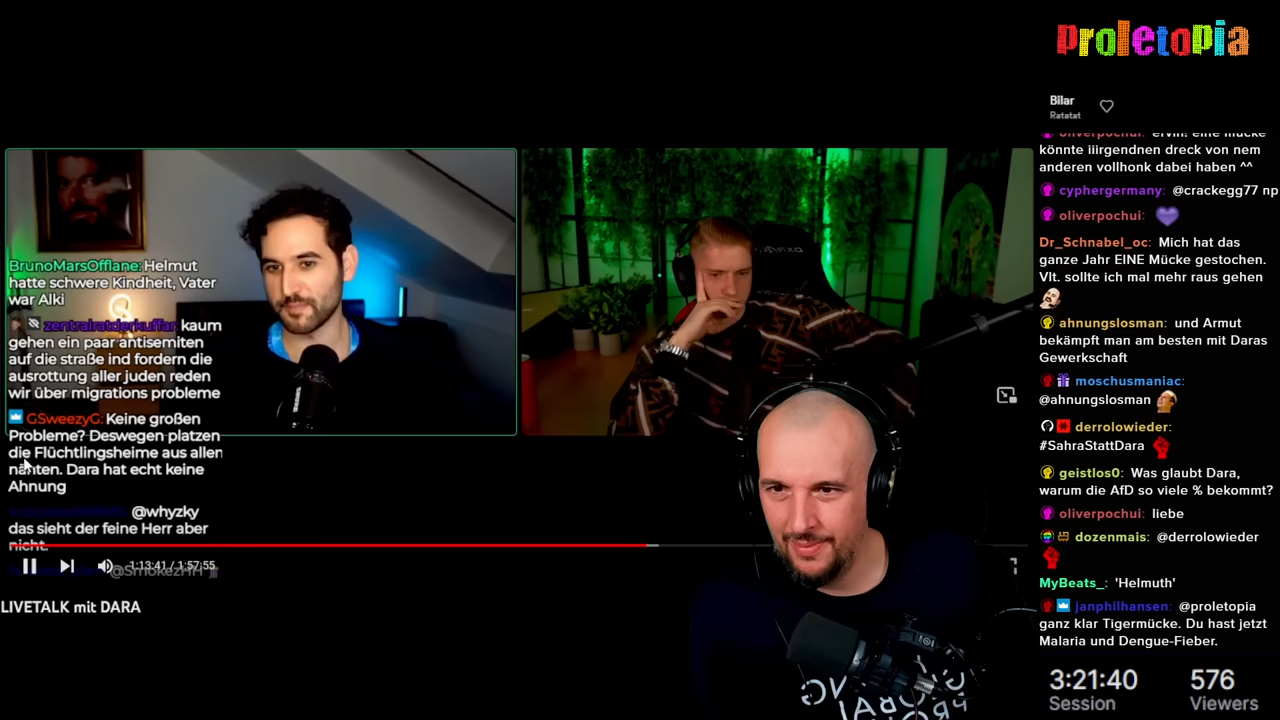 proletopia
Bilar
Ratatat
oliverpochui: ervin! eine mücke
könnte iiirgendnen dreck von nem
anderen vollhonk dabei haben ^^
cyphergermany: @crackegg77 np
oliverpochui:
Dr_Schnabel_oc: Mich hat das
ganze Jahr EINE Mücke gestochen.
Vlt. sollte ich mal mehr raus gehen
ahnungslosman: und Armut
bekämpft man am besten mit Daras
Gewerkschaft
moschusmaniac:
@ahnungslosman
derrolowieder:
#SahraStattDara
geistlos0: Was glaubt Dara,
warum die AfD so viele % bekommt?
oliverpochui: liebe
dozenmais: @derrolowieder
MyBeats_: 'Helmuth'
janphilhansen: @proletopia
ganz klar Tigermücke. Du hast jetzt
Malaria und Dengue-Fieber.
3:21:40
Session
576
Viewers
BrunoMarsOfflane: Helmut
hatte schwere Kindheit, Vater
war Alki
zentralratderkuffar: kaum
gehen ein paar antisemiten
auf die straße ind fordern die
ausrottung aller juden reden
wir über migrations probleme
GSweezyG: Keine großen
Probleme? Deswegen platzen
die Flüchtlingsheime aus allen
nähten. Dara hat echt keine
Ahnung
@whyzky
das sieht der feine Herr aber
nicht.
1:13:41 / 1:57:55
@SmokezHH
LIVETALK mit DARA